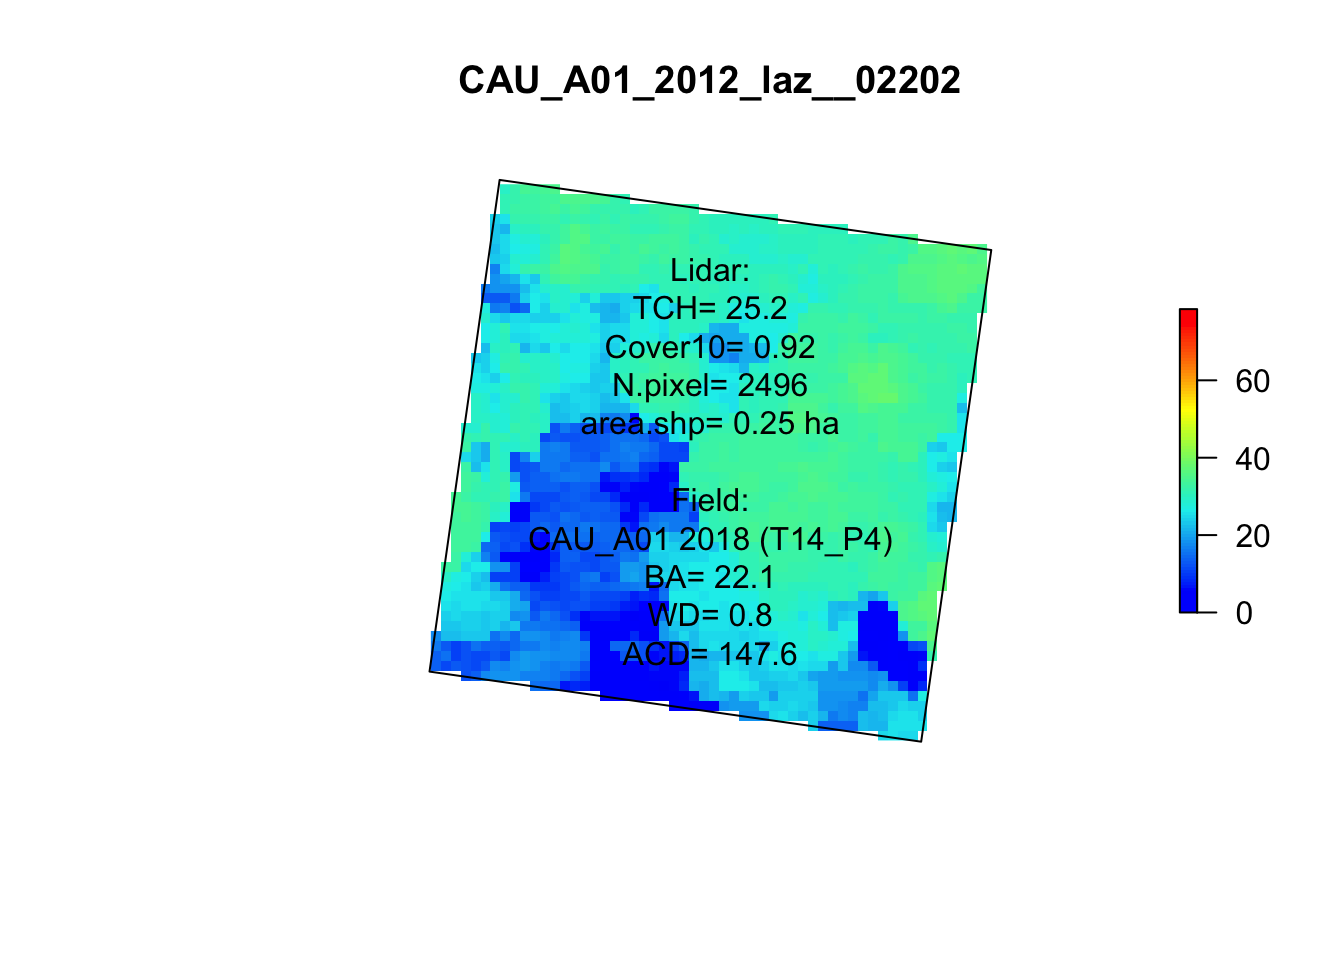 CAU_A01_2012_laz__02202
Lidar:
TCH= 25.2
Cover10= 0.92
N.pixel= 2496
area.shp= 0.25 ha
Field:
CAU_A01 2018 (T14_P4)
BA= 22.1
WD= 0.8
ACD= 147.6
60
40
20
0